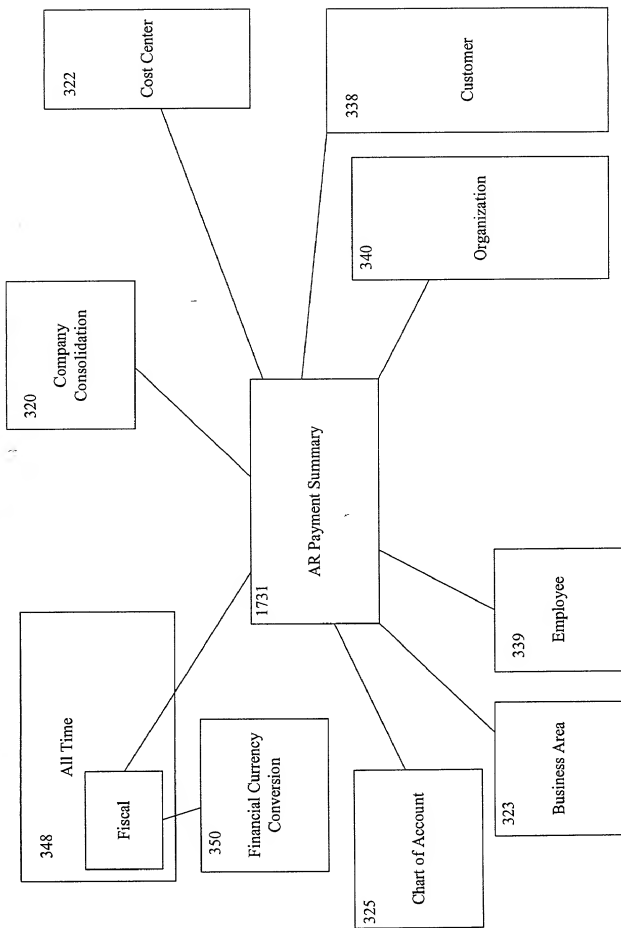 348
All Time
Fiscal
350
Financial Currency
Conversion
320
Company
Consolidation
322
Cost Center
1731
AR Payment Summary
325
Chart of Account
323
Business Area
339
Employee
340
Organization
338
Customer